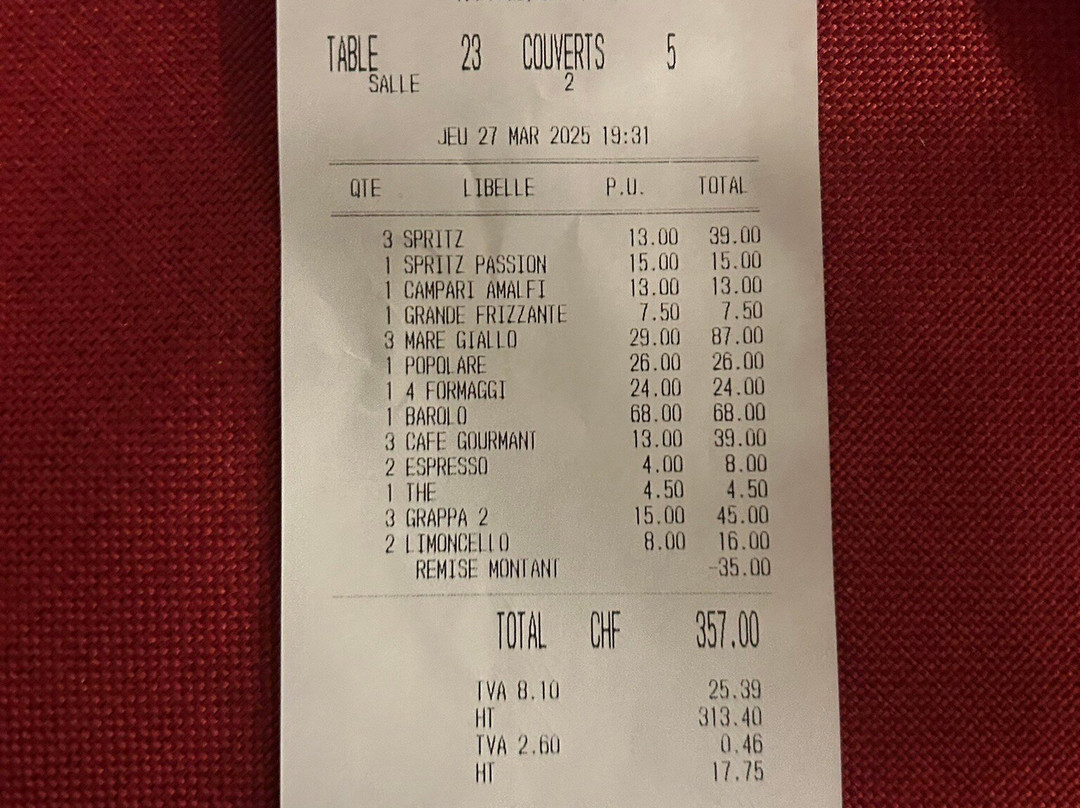 TABLE 23 COUVERTS 5
SALLE 2
JEU 27 MAR 2025 19:31
QTE LIBELLE P.U. TOTAL
3 SPRITZ 13.00 39.00
1 SPRITZ PASSION 15.00 15.00
1 CAMPARI AMALFI 13.00 13.00
1 GRANDE FRIZZANTE 7.50 7.50
3 MARE GIALLO 29.00 87.00
1 POPOLARE 26.00 26.00
1 4 FORMAGGI 24.00 24.00
1 BAROLO 68.00 68.00
3 CAFE GOURMANT 13.00 39.00
2 ESPRESSO 4.00 8.00
1 THE 4.50 4.50
3 GRAPPA 2 15.00 45.00
2 LIMONCELLO 8.00 16.00
REMISE MONTANT -35.00
TOTAL CHF 357.00
TVA 8.10 25.39
HT 313.40
TVA 2.60 0.46
HT 17.75